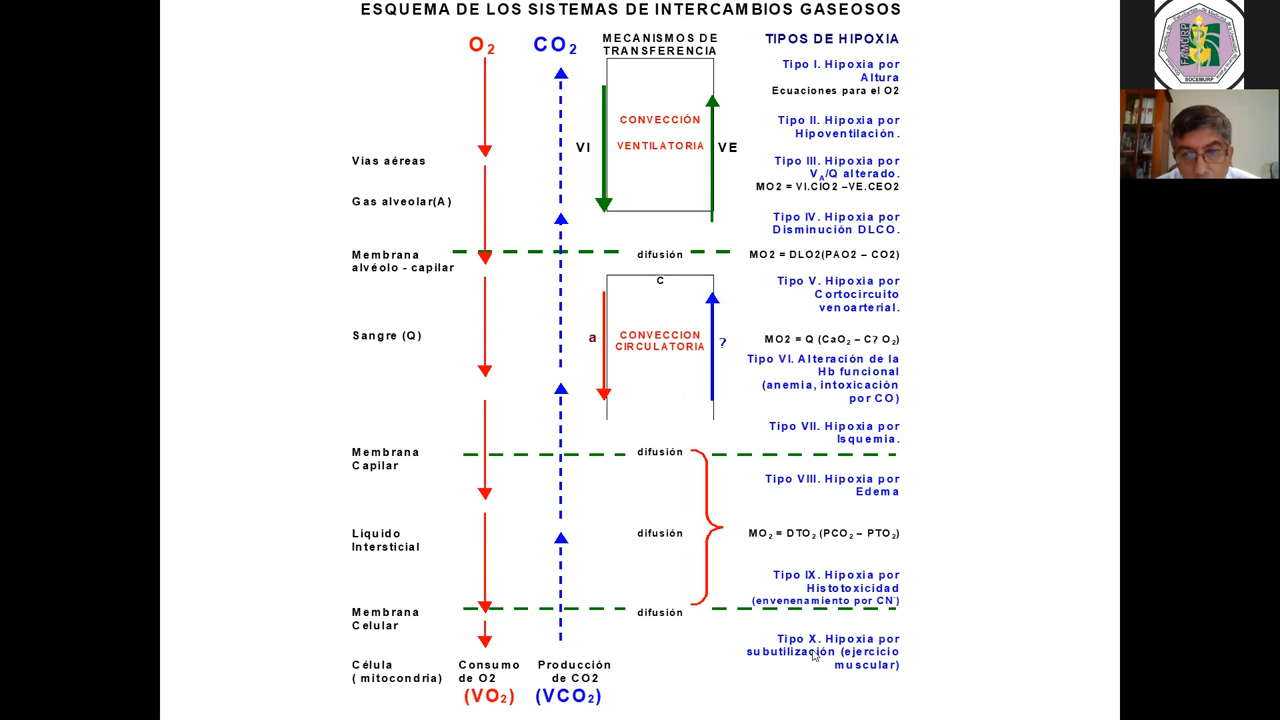 ESQUEMA DE LOS SISTEMAS DE INTERCAMBIOS GASEOSOS
O2
CO2
MECANISMOS DE
TRANSFERENCIA
TIPOS DE HIPOXIA
Tipo I. Hipoxia por
Altura
Ecuaciones para el O2
CONVECCIÓN
VENTILATORIA
VI
VE
Tipo II. Hipoxia por
Hipoventilación.
Vías aéreas
Tipo III. Hipoxia por
VA/Q alterado.
MO2 = VI.CIO2 –VE.CEO2
Gas alveolar(A)
Tipo IV. Hipoxia por
Disminución DLCO.
Membrana
alvéolo - capilar
difusión
MO2 = DLO2(PAO2 – CO2)
C
Tipo V. Hipoxia por
Cortocircuito
venoarterial.
Sangre (Q)
a
CONVECCION
CIRCULATORIA
?
MO2 = Q (CaO2 – C? O2)
Tipo VI. Alteración de la
Hb funcional
(anemia, intoxicación
por CO)
Tipo VII. Hipoxia por
Isquemia.
Membrana
Capilar
difusión
Tipo VIII. Hipoxia por
Edema
Líquido
Intersticial
difusión
MO2 = DTO2 (PCO2 – PTO2)
Tipo IX. Hipoxia por
Histotoxicidad
(envenenamiento por CN-)
Membrana
Celular
difusión
Tipo X. Hipoxia por
subutilización (ejercicio
muscular)
Célula
( mitocondria)
Consumo
de O2
(VO2)
Producción
de CO2
(VCO2)
FAMURP
SOCEMURP